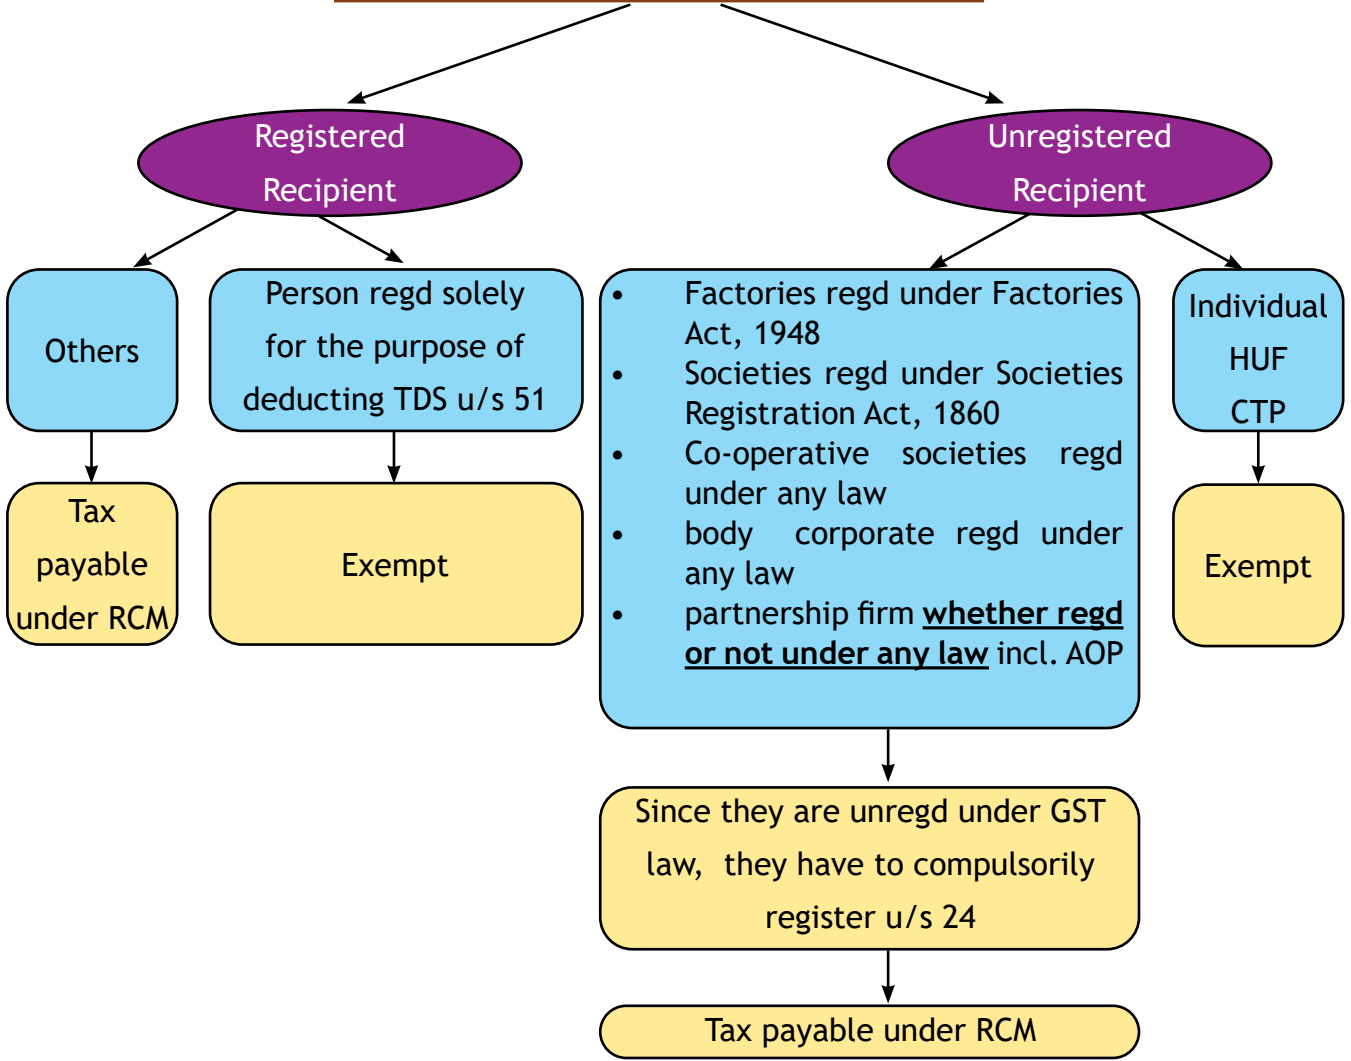 Registered
Recipient
Unregistered
Recipient
Others
Person regd solely
for the purpose of
deducting TDS u/s 51
• Factories regd under Factories
Act, 1948
• Societies regd under Societies
Registration Act, 1860
• Co-operative societies regd
under any law
• body corporate regd under
any law
• partnership firm whether regd
or not under any law incl. AOP
Individual
HUF
CTP
Tax
payable
under RCM
Exempt
Exempt
Since they are unregd under GST
law, they have to compulsorily
register u/s 24
Tax payable under RCM